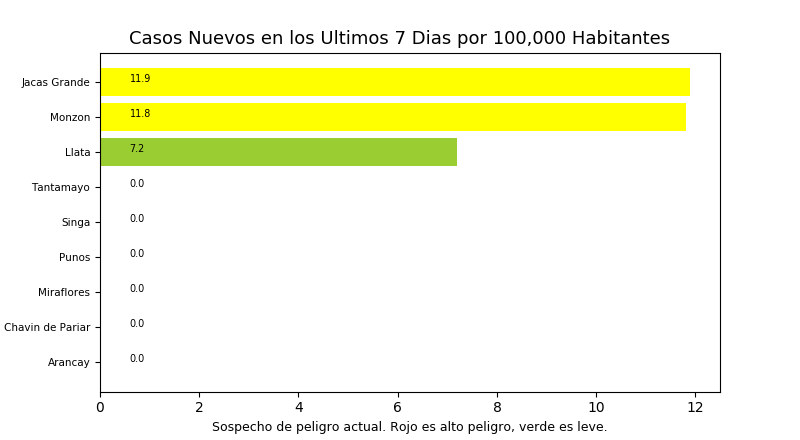 Casos Nuevos en los Ultimos 7 Dias por 100,000 Habitantes
Jacas Grande 11.9
Monzon 11.8
Llata 7.2
Tantamayo 0.0
Singa 0.0
Punos 0.0
Miraflores 0.0
Chavin de Pariar 0.0
Arancay 0.0
0 2 4 6 8 10 12
Sospecho de peligro actual. Rojo es alto peligro, verde es leve.